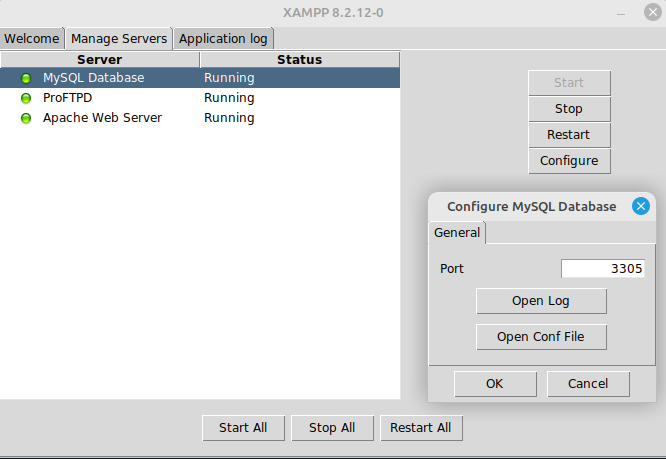 XAMPP 8.2.12-0
Welcome Manage Servers Application log
Server Status
MySQL Database Running
ProFTPD Running
Apache Web Server Running
Start
Stop
Restart
Configure
Configure MySQL Database
General
Port 3305
Open Log
Open Conf File
OK Cancel
Start All Stop All Restart All